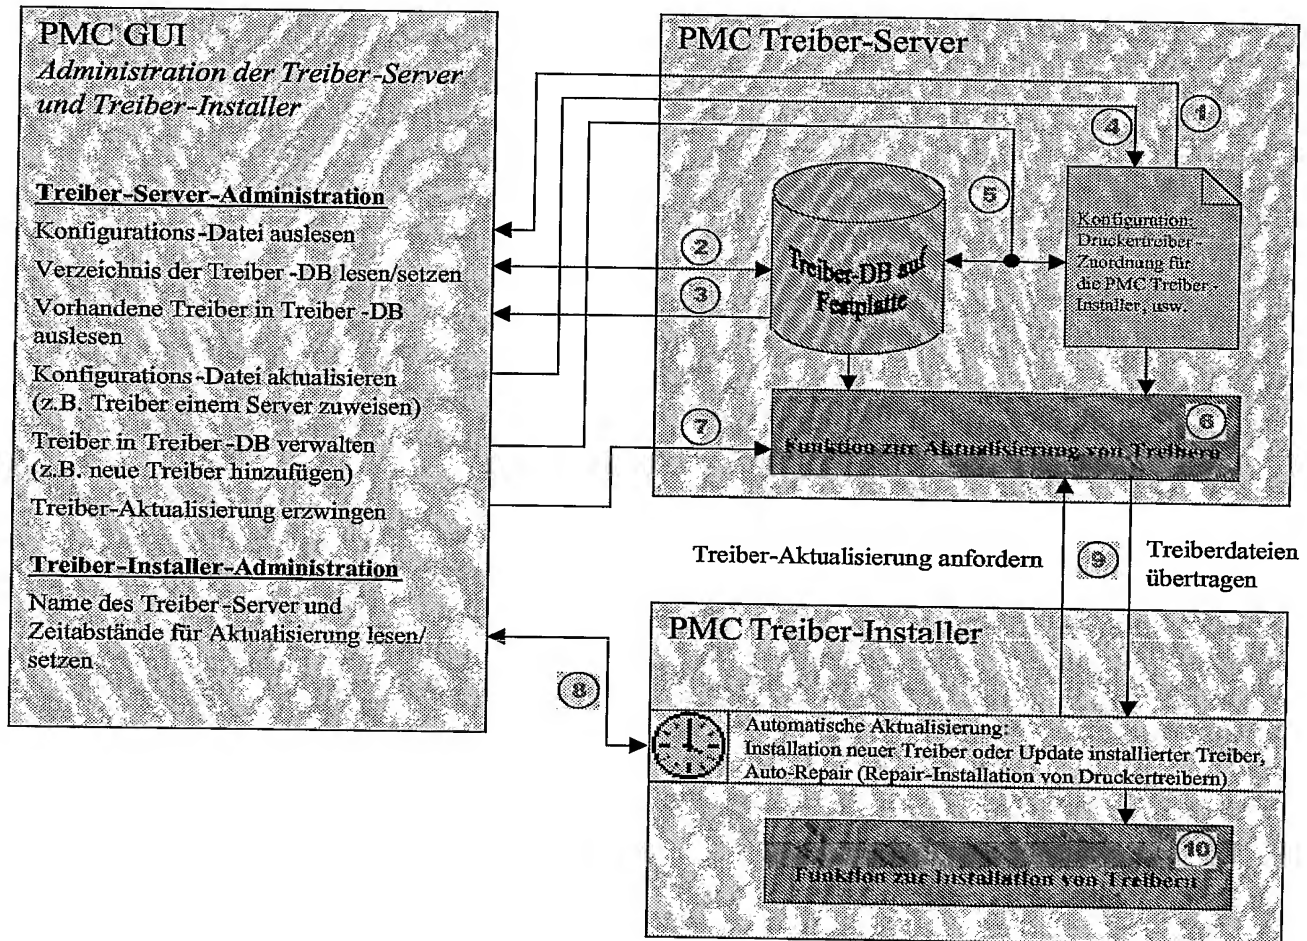 PMC GUI
Administration der Treiber-Server
und Treiber-Installer
Treiber-Server-Administration
Konfigurations-Datei auslesen
Verzeichnis der Treiber-DB lesen/setzen
Vorhandene Treiber in Treiber-DB
auslesen
Konfigurations-Datei aktualisieren
(z.B. Treiber einem Server zuweisen)
Treiber in Treiber-DB verwalten
(z.B. neue Treiber hinzufügen)
Treiber-Aktualisierung erzwingen
Treiber-Installer-Administration
Name des Treiber-Server und
Zeitabstände für Aktualisierung lesen/
setzen
PMC Treiber-Server
1
4
5
2
3
Treiber-DB auf
Festplatte
Konfiguration:
Druckertreiber-
Zuordnung für
die PMC Treiber-
Installer, usw.
7
6
Funktion zur Aktualisierung von Treibern
Treiber-Aktualisierung anfordern
9
Treiberdateien
übertragen
8
PMC Treiber-Installer
Automatische Aktualisierung:
Installation neuer Treiber oder Update installierter Treiber,
Auto-Repair (Repair-Installation von Druckertreibern)
10
Funktion zur Installation von Treibern